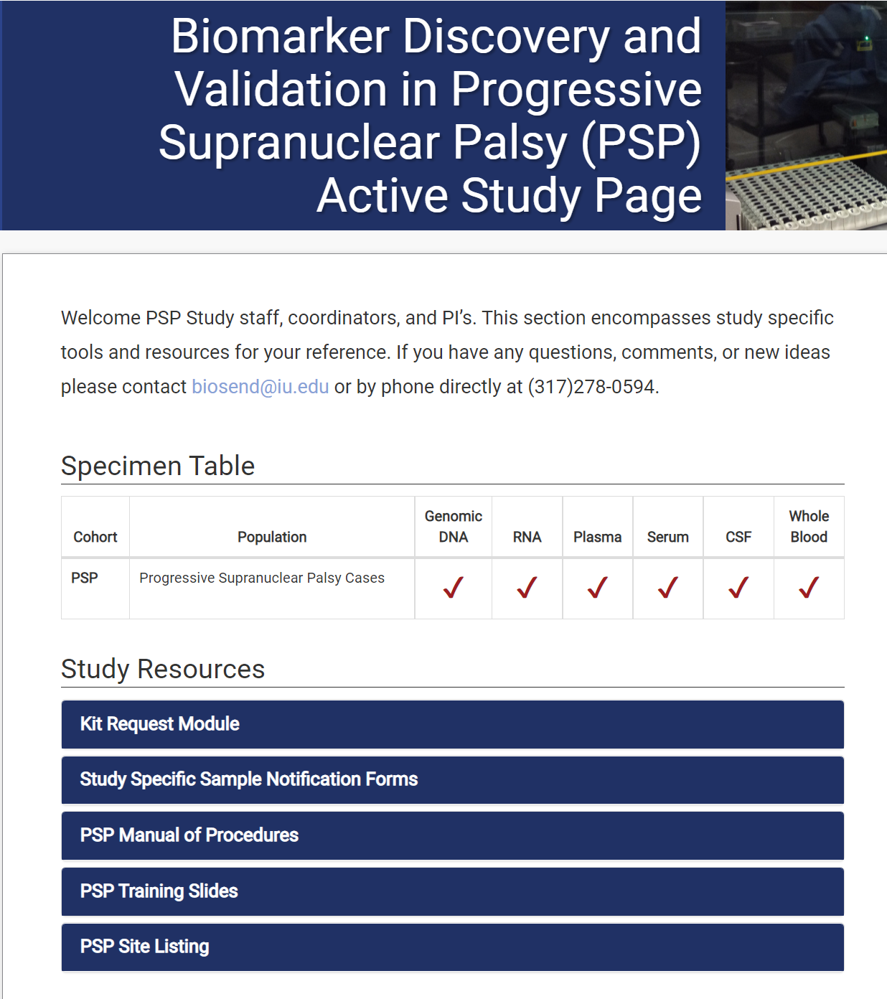 Biomarker Discovery and
Validation in Progressive
Supranuclear Palsy (PSP)
Active Study Page
Welcome PSP Study staff, coordinators, and PI’s. This section encompasses study specific
tools and resources for your reference. If you have any questions, comments, or new ideas
please contact biosend@iu.edu or by phone directly at (317)278-0594.
Specimen Table
Cohort Population Genomic DNA RNA Plasma Serum CSF Whole Blood
PSP Progressive Supranuclear Palsy Cases ✓ ✓ ✓ ✓ ✓ ✓
Study Resources
Kit Request Module
Study Specific Sample Notification Forms
PSP Manual of Procedures
PSP Training Slides
PSP Site Listing